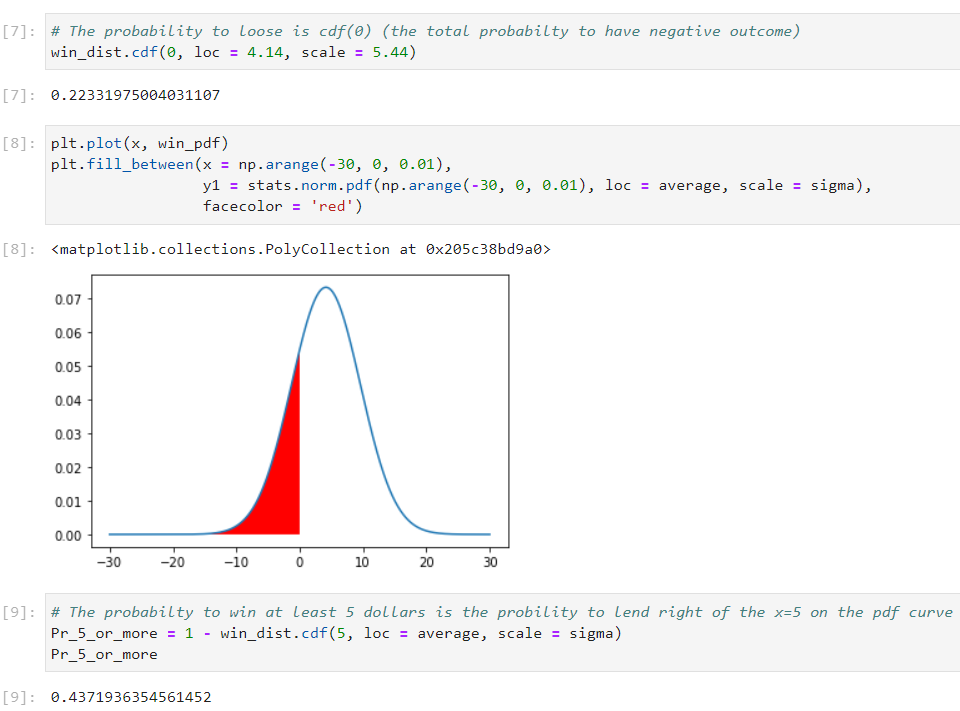 [7]: # The probability to loose is cdf(0) (the total probabilty to have negative outcome)
win_dist.cdf(0, loc = 4.14, scale = 5.44)
[7]: 0.22331975004031107
[8]: plt.plot(x, win_pdf)
plt.fill_between(x = np.arange(-30, 0, 0.01),
y1 = stats.norm.pdf(np.arange(-30, 0, 0.01), loc = average, scale = sigma),
facecolor = 'red')
[8]: <matplotlib.collections.PolyCollection at 0x205c38bd9a0>
0.07
0.06
0.05
0.04
0.03
0.02
0.01
0.00
−30 −20 −10 0 10 20 30
[9]: # The probabilty to win at least 5 dollars is the probility to lend right of the x=5 on the pdf curve
Pr_5_or_more = 1 - win_dist.cdf(5, loc = average, scale = sigma)
Pr_5_or_more
[9]: 0.4371936354561452